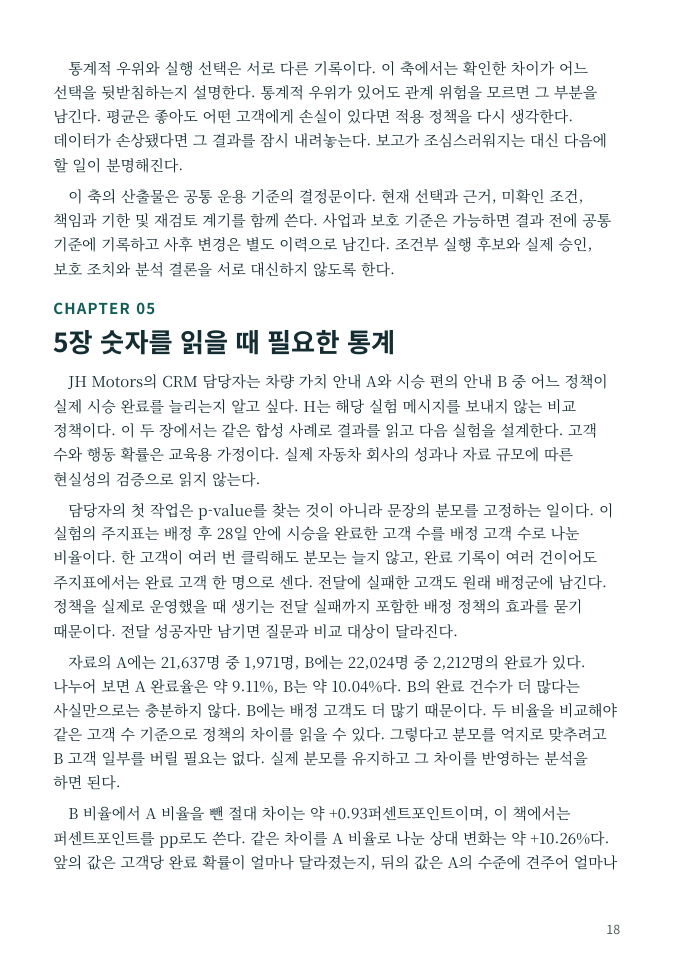 통계적 우위와 실행 선택은 서로 다른 기록이다. 이 축에서는 확인한 차이가 어느
선택을 뒷받침하는지 설명한다. 통계적 우위가 있어도 관계 위험을 모르면 그 부분을
남긴다. 평균은 좋아도 어떤 고객에게 손실이 있다면 적용 정책을 다시 생각한다.
데이터가 손상됐다면 그 결과를 잠시 내려놓는다. 보고가 조심스러워지는 대신 다음에
할 일이 분명해진다.
이 축의 산출물은 공통 운용 기준의 결정문이다. 현재 선택과 근거, 미확인 조건,
책임과 기한 및 재검토 계기를 함께 쓴다. 사업과 보호 기준은 가능하면 결과 전에 공통
기준에 기록하고 사후 변경은 별도 이력으로 남긴다. 조건부 실행 후보와 실제 승인,
보호 조치와 분석 결론을 서로 대신하지 않도록 한다.
CHAPTER 05
5장 숫자를 읽을 때 필요한 통계
JH Motors의 CRM 담당자는 차량 가치 안내 A와 시승 편의 안내 B 중 어느 정책이
실제 시승 완료를 늘리는지 알고 싶다. H는 해당 실험 메시지를 보내지 않는 비교
정책이다. 이 두 장에서는 같은 합성 사례로 결과를 읽고 다음 실험을 설계한다. 고객
수와 행동 확률은 교육용 가정이다. 실제 자동차 회사의 성과나 자료 규모에 따른
현실성의 검증으로 읽지 않는다.
담당자의 첫 작업은 p-value를 찾는 것이 아니라 문장의 분모를 고정하는 일이다. 이
실험의 주지표는 배정 후 28일 안에 시승을 완료한 고객 수를 배정 고객 수로 나눈
비율이다. 한 고객이 여러 번 클릭해도 분모는 늘지 않고, 완료 기록이 여러 건이어도
주지표에서는 완료 고객 한 명으로 센다. 전달에 실패한 고객도 원래 배정군에 남긴다.
정책을 실제로 운영했을 때 생기는 전달 실패까지 포함한 배정 정책의 효과를 묻기
때문이다. 전달 성공자만 남기면 질문과 비교 대상이 달라진다.
자료의 A에는 21,637명 중 1,971명, B에는 22,024명 중 2,212명의 완료가 있다.
나누어 보면 A 완료율은 약 9.11%, B는 약 10.04%다. B의 완료 건수가 더 많다는
사실만으로는 충분하지 않다. B에는 배정 고객도 더 많기 때문이다. 두 비율을 비교해야
같은 고객 수 기준으로 정책의 차이를 읽을 수 있다. 그렇다고 분모를 억지로 맞추려고
B 고객 일부를 버릴 필요는 없다. 실제 분모를 유지하고 그 차이를 반영하는 분석을
하면 된다.
B 비율에서 A 비율을 뺀 절대 차이는 약 +0.93퍼센트포인트이며, 이 책에서는
퍼센트포인트를 pp로도 쓴다. 같은 차이를 A 비율로 나눈 상대 변화는 약 +10.26%다.
앞의 값은 고객당 완료 확률이 얼마나 달라졌는지, 뒤의 값은 A의 수준에 견주어 얼마나
18